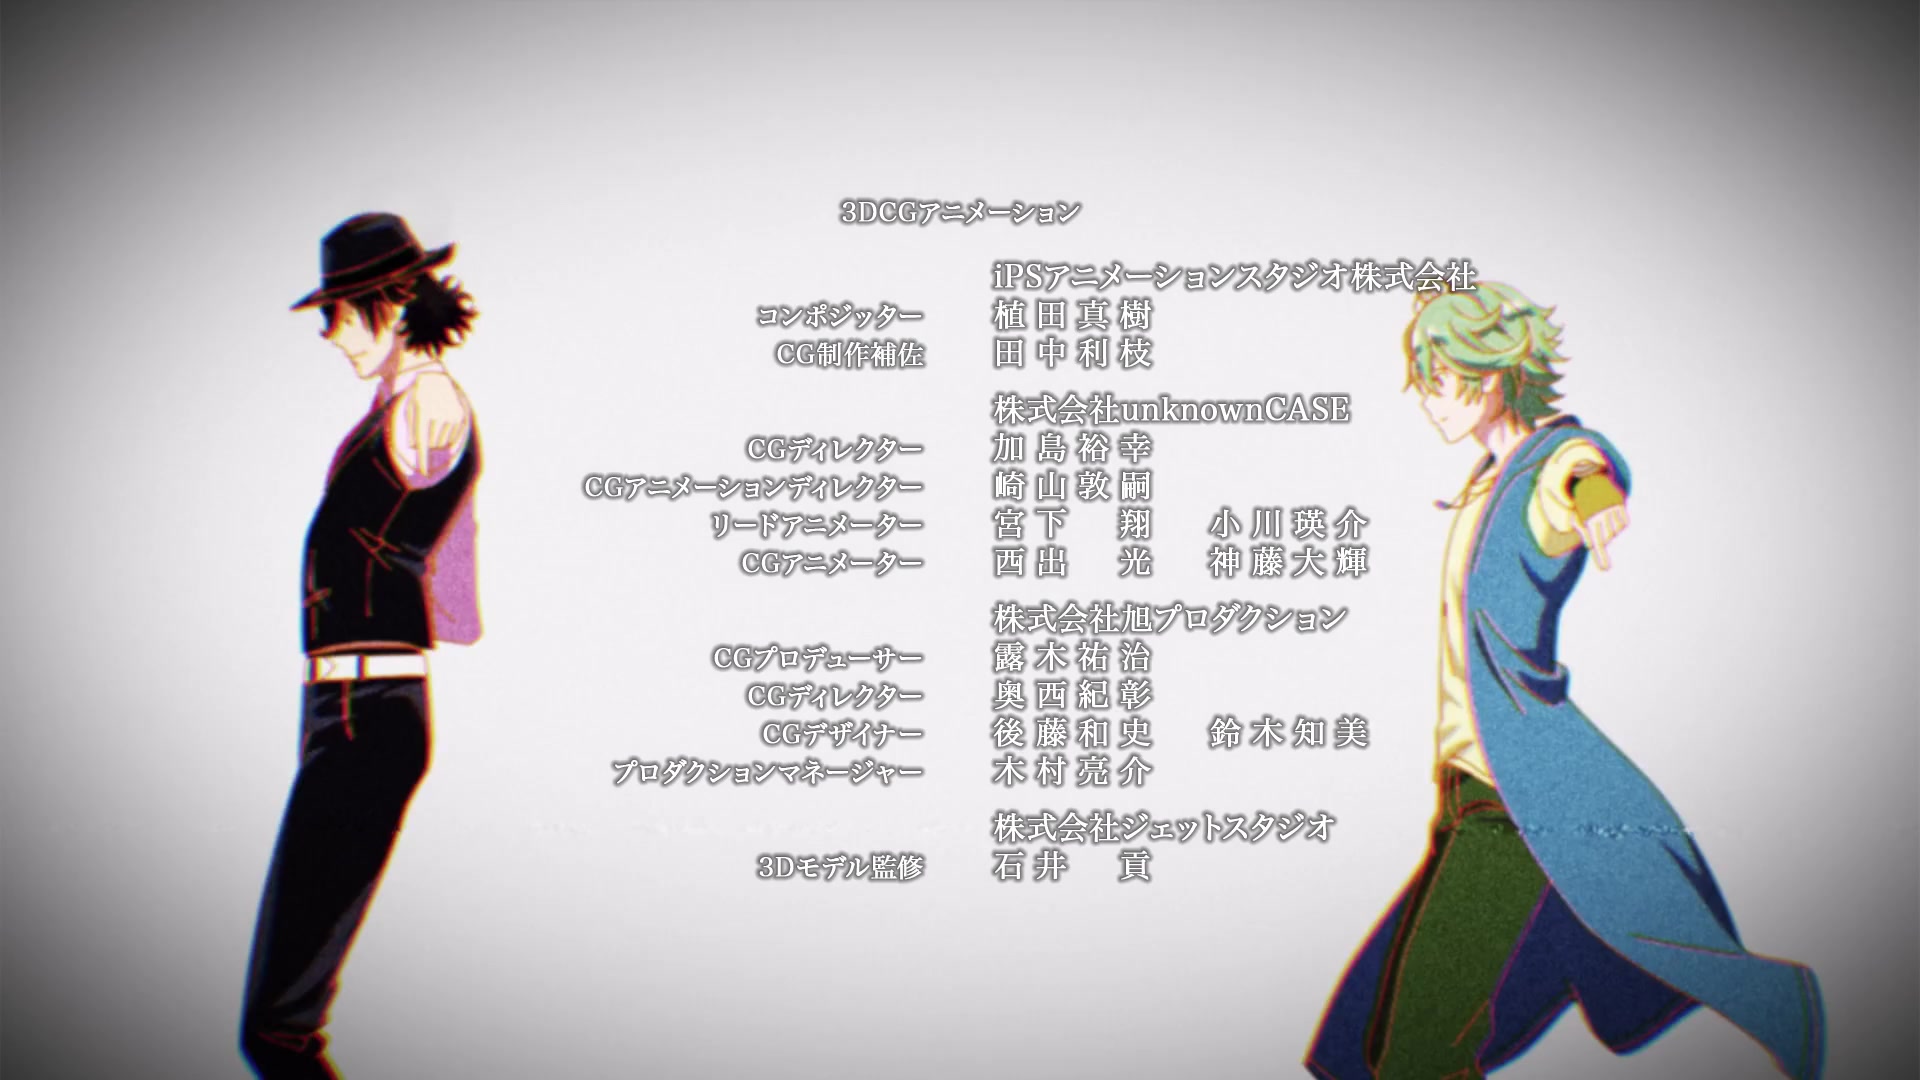 3DCGアニメーション
iPSアニメーションスタジオ株式会社
コンポジッター 植田真樹
CG制作補佐 田中利枝
株式会社unknownCASE
CGディレクター 加島裕幸
CGアニメーションディレクター 崎山敦嗣
リードアニメーター 宮下 翔 小川瑛介
CGアニメーター 西出 光 神藤大輝
株式会社旭プロダクション
CGプロデューサー 露木祐治
CGディレクター 奥西紀彰
CGデザイナー 後藤和史 鈴木知美
プロダクションマネージャー 木村亮介
株式会社ジェットスタジオ
3Dモデル監修 石井 貢